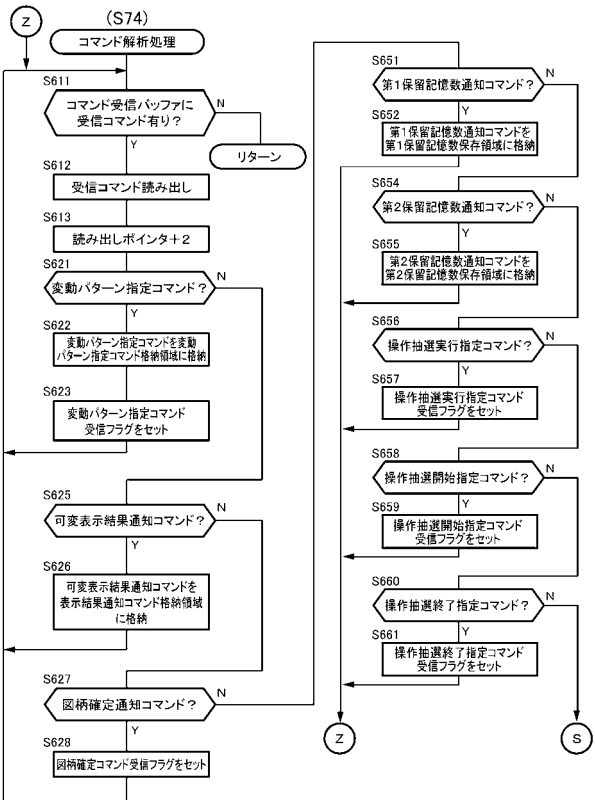 Z
(S74)
コマンド解析処理
S611
コマンド受信バッファに
受信コマンド有り？
N
Y
リターン
S612
受信コマンド読み出し
S613
読み出しポインタ＋2
S621
変動パターン指定コマンド？
N
Y
S622
変動パターン指定コマンドを変動
パターン指定コマンド格納領域に格納
S623
変動パターン指定コマンド
受信フラグをセット
S625
可変表示結果通知コマンド？
N
Y
S626
可変表示結果通知コマンドを
表示結果通知コマンド格納領域
に格納
S627
図柄確定通知コマンド？
N
Y
S628
図柄確定コマンド受信フラグをセット
S651
第1保留記憶数通知コマンド？
N
Y
S652
第1保留記憶数通知コマンドを
第1保留記憶数保存領域に格納
S654
第2保留記憶数通知コマンド？
N
Y
S655
第2保留記憶数通知コマンドを
第2保留記憶数保存領域に格納
S656
操作抽選実行指定コマンド？
N
Y
S657
操作抽選実行指定コマンド
受信フラグをセット
S658
操作抽選開始指定コマンド？
N
Y
S659
操作抽選開始指定コマンド
受信フラグをセット
S660
操作抽選終了指定コマンド？
N
Y
S661
操作抽選終了指定コマンド
受信フラグをセット
Z
S